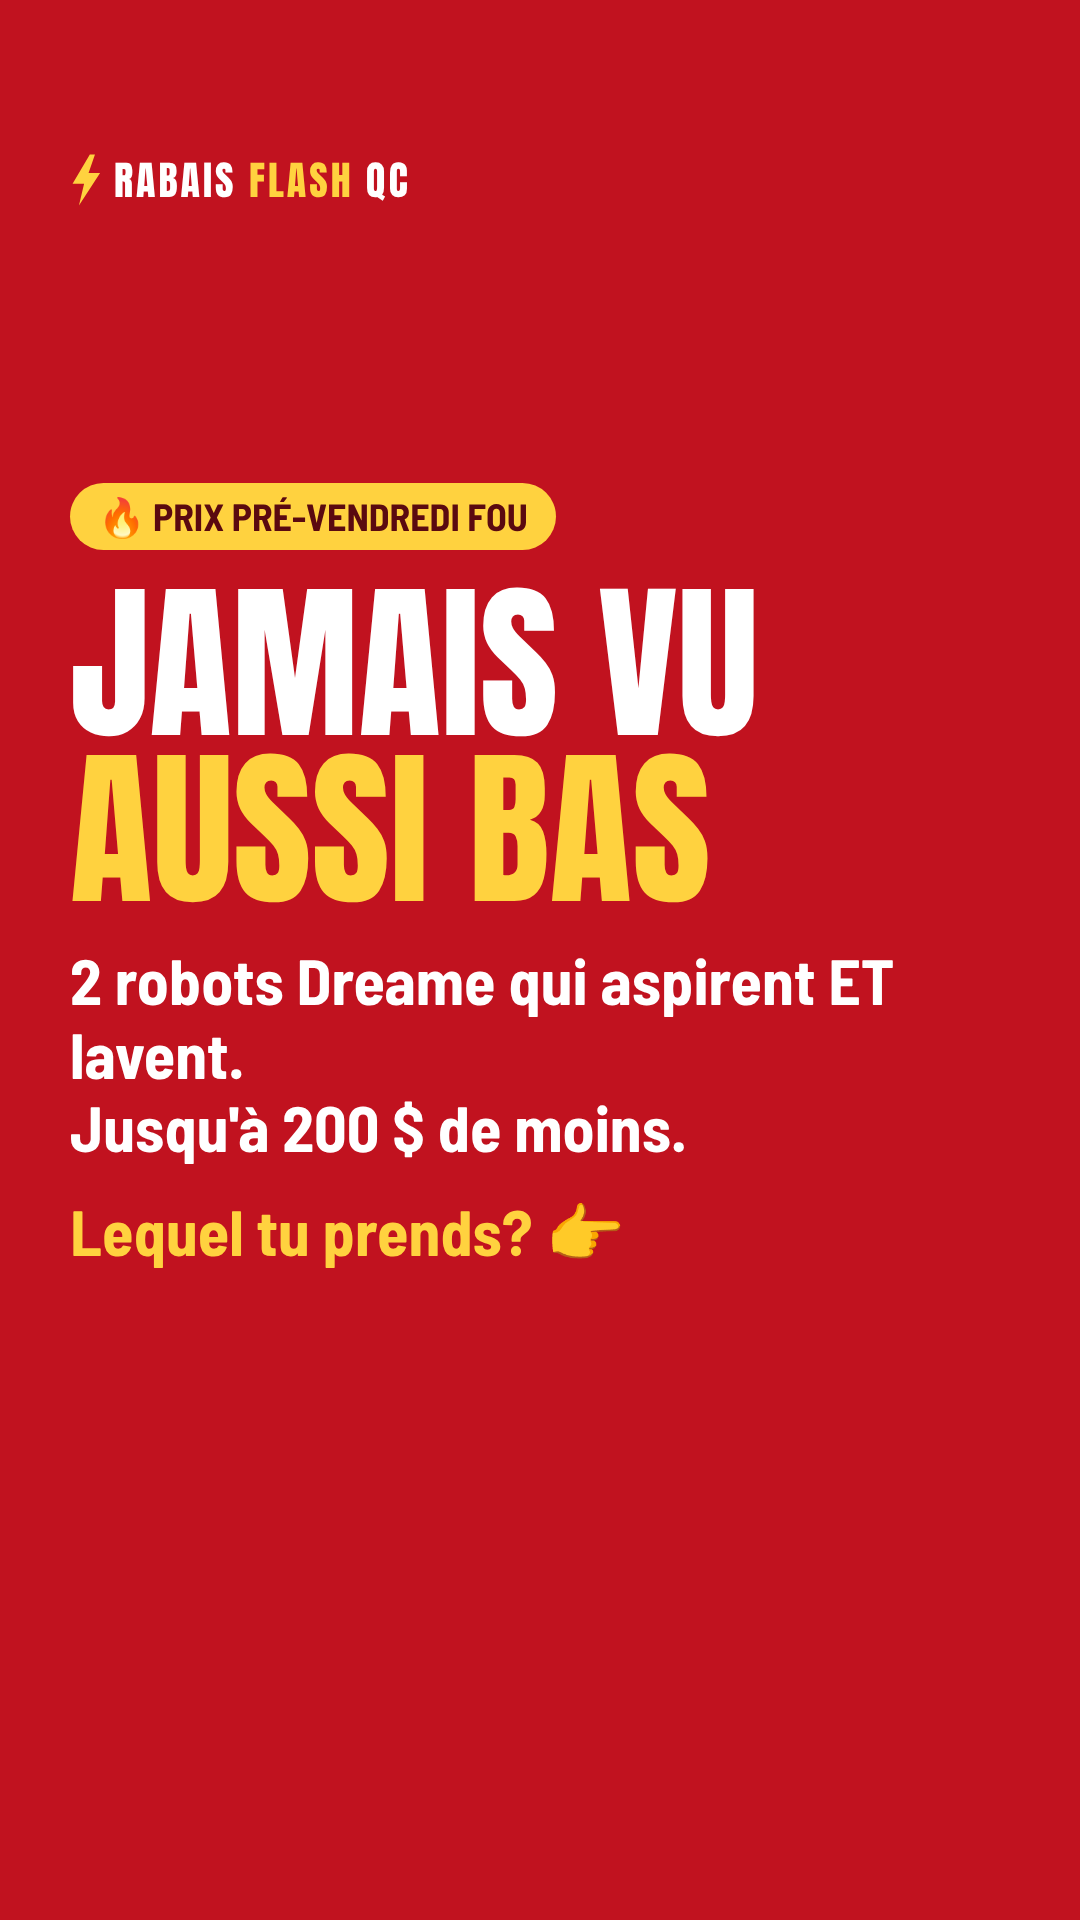 ⚡ RABAIS FLASH QC
🔥 PRIX PRÉ-VENDREDI FOU
JAMAIS VU
AUSSI BAS
2 robots Dreame qui aspirent ET
lavent.
Jusqu'à 200 $ de moins.
Lequel tu prends? 👉